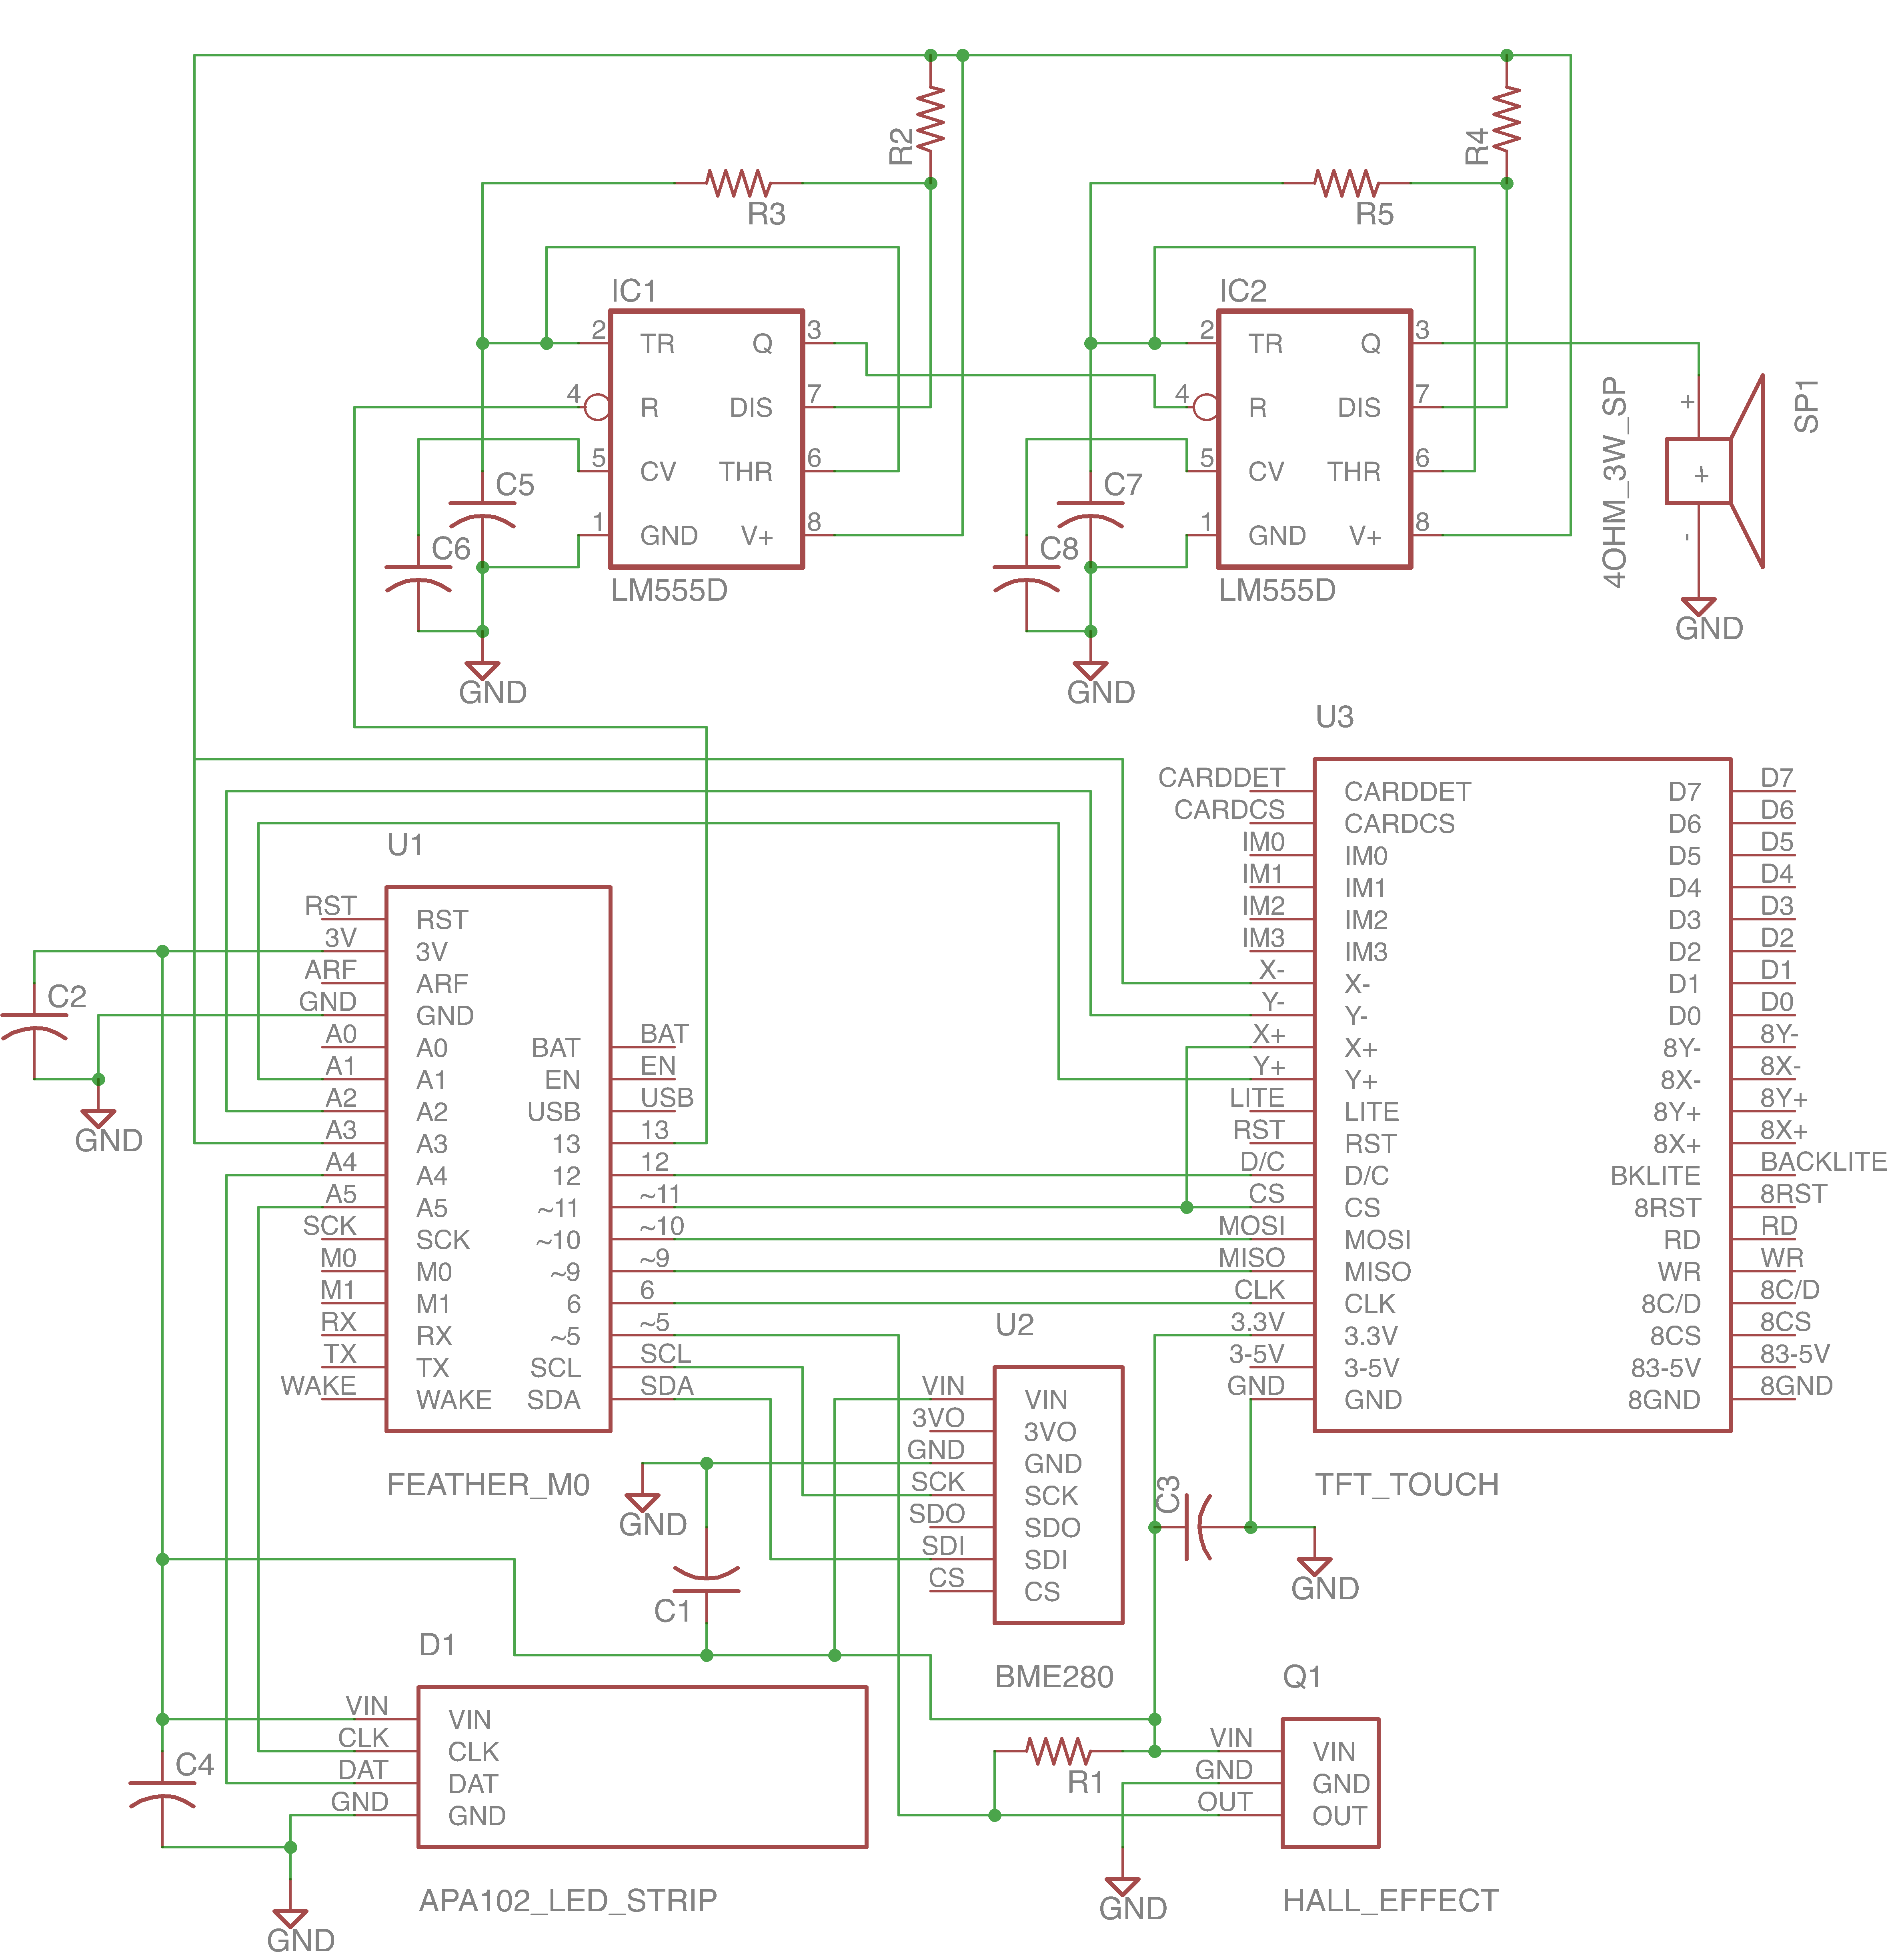 R2
R4
R3
R5
IC1
IC2
2 TR Q 3
4 R DIS 7
5 CV THR 6
1 GND V+ 8
LM555D
2 TR Q 3
4 R DIS 7
5 CV THR 6
1 GND V+ 8
LM555D
C5
C6
GND
C7
C8
GND
4OHM_3W_SP
SP1
+
+
-
GND
U3
CARDDET CARDDET D7 D7
CARDCS CARDCS D6 D6
IM0 IM0 D5 D5
IM1 IM1 D4 D4
IM2 IM2 D3 D3
IM3 IM3 D2 D2
X- X- D1 D1
Y- Y- D0 D0
X+ X+ 8Y- 8Y-
Y+ Y+ 8X- 8X-
LITE LITE 8Y+ 8Y+
RST RST 8X+ 8X+
D/C D/C BKLITE BACKLITE
CS CS 8RST 8RST
MOSI MOSI RD RD
MISO MISO WR WR
CLK CLK 8C/D 8C/D
3.3V 3.3V 8CS 8CS
3-5V 3-5V 83-5V 83-5V
GND GND 8GND 8GND
TFT_TOUCH
U1
RST RST
3V 3V
ARF ARF
GND GND
A0 A0 BAT BAT
A1 A1 EN EN
A2 A2 USB USB
A3 A3 13 13
A4 A4 12 12
A5 A5 ~11 ~11
SCK SCK ~10 ~10
M0 M0 ~9 ~9
M1 M1 6 6
RX RX ~5 ~5
TX TX SCL SCL
WAKE WAKE SDA SDA
FEATHER_M0
C2
GND
U2
VIN VIN
3VO 3VO
GND GND
SCK SCK
SDO SDO
SDI SDI
CS CS
BME280
GND
C1
C3
GND
D1
VIN VIN
CLK CLK
DAT DAT
GND GND
APA102_LED_STRIP
C4
GND
Q1
R1
VIN VIN
GND GND
OUT OUT
HALL_EFFECT
GND